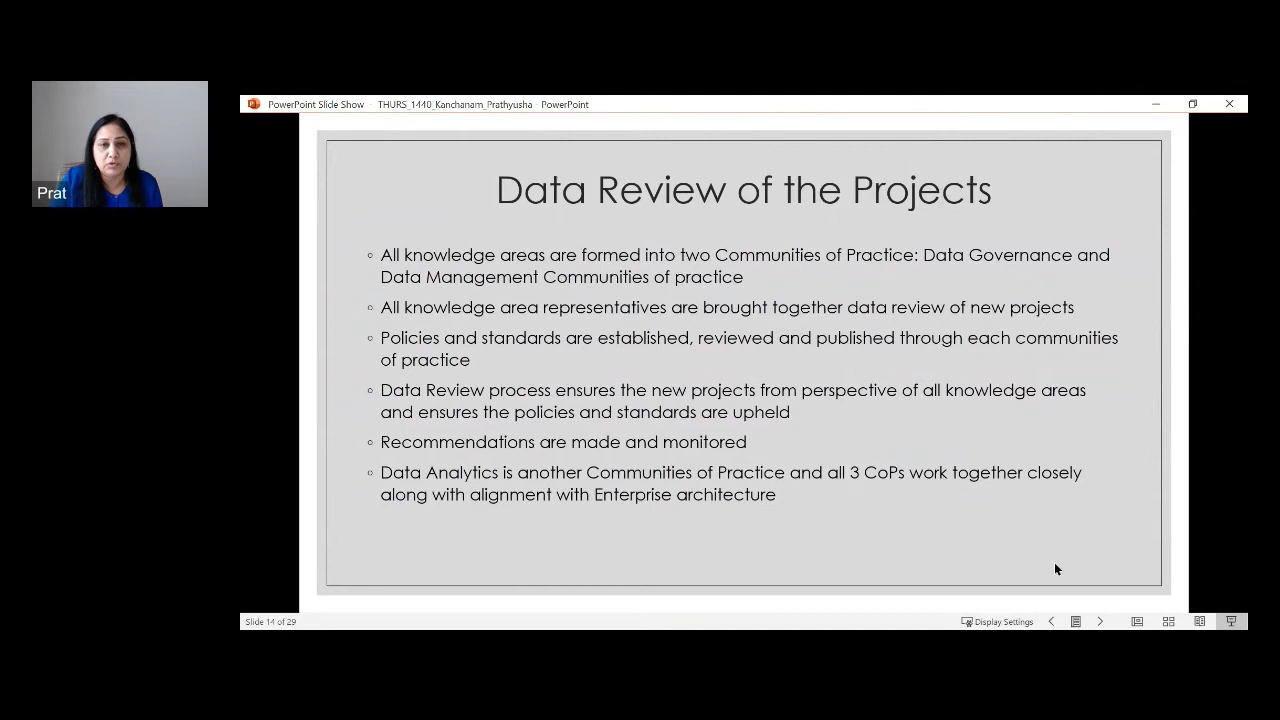 PowerPoint Slide Show - THURS_1440_Kanchanam_Prathyusha - PowerPoint
Prat
Data Review of the Projects
◦ All knowledge areas are formed into two Communities of Practice: Data Governance and
Data Management Communities of practice
◦ All knowledge area representatives are brought together data review of new projects
◦ Policies and standards are established, reviewed and published through each communities
of practice
◦ Data Review process ensures the new projects from perspective of all knowledge areas
and ensures the policies and standards are upheld
◦ Recommendations are made and monitored
◦ Data Analytics is another Communities of Practice and all 3 CoPs work together closely
along with alignment with Enterprise architecture
Slide 14 of 29
Display Settings